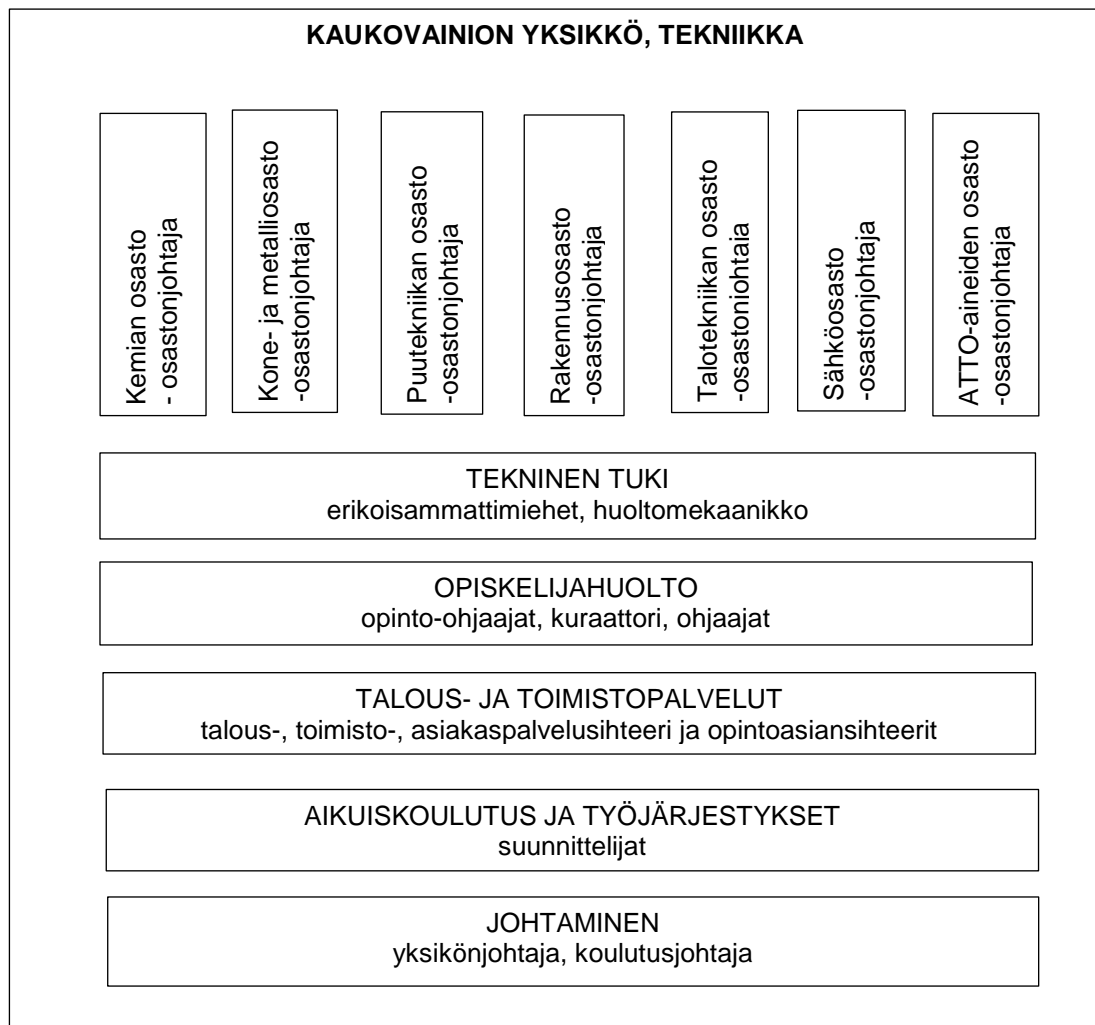 KAUKOVAINION YKSIKKÖ, TEKNIIKKA
Kemian osasto
- osastonjohtaja
Kone- ja metalliosasto
-osastonjohtaja
Puutekniikan osasto
-osastonjohtaja
Rakennusosasto
-osastonjohtaja
Talotekniikan osasto
-osastonjohtaja
Sähköosasto
-osastonjohtaja
ATTO-aineiden osasto
-osastonjohtaja
TEKNINEN TUKI
erikoisammattimiehet, huoltomekaanikko
OPISKELIJAHUOLTO
opinto-ohjaajat, kuraattori, ohjaajat
TALOUS- JA TOIMISTOPALVELUT
talous-, toimisto-, asiakaspalvelusihteeri ja opintoasiansihteerit
AIKUISKOULUTUS JA TYÖJÄRJESTYKSET
suunnittelijat
JOHTAMINEN
yksikönjohtaja, koulutusjohtaja